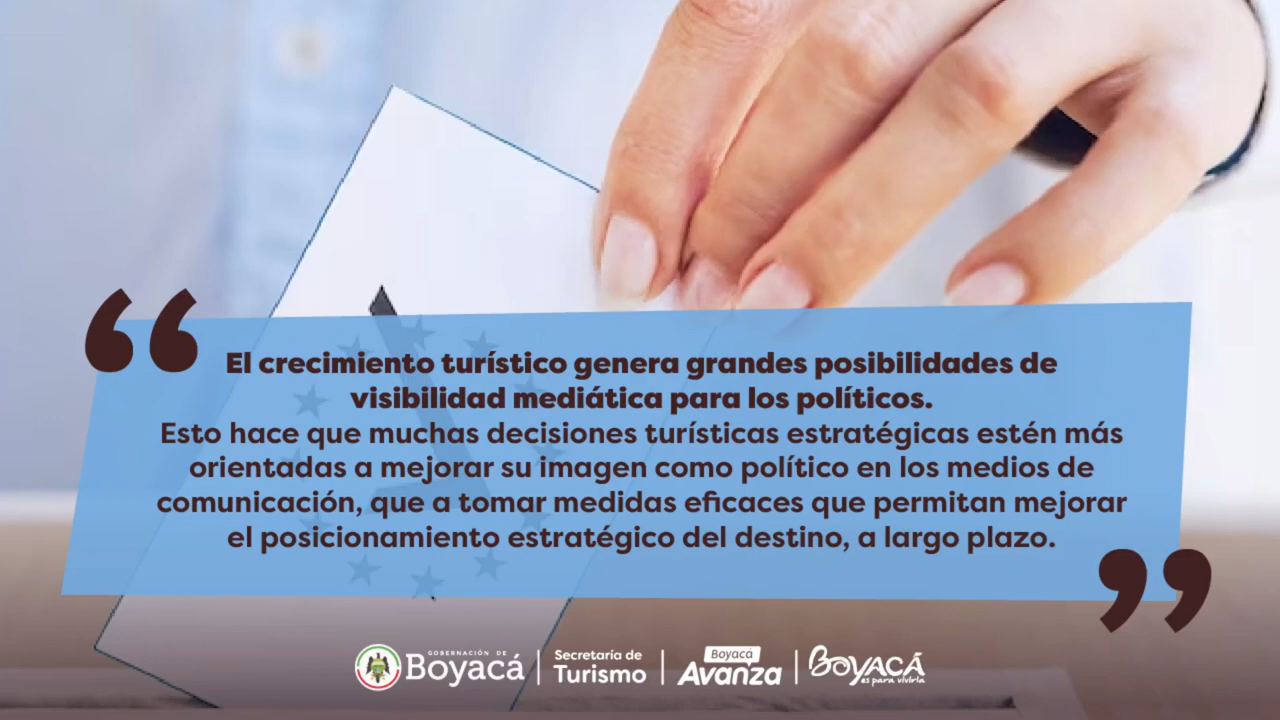 “
El crecimiento turístico genera grandes posibilidades de
visibilidad mediática para los políticos.
Esto hace que muchas decisiones turísticas estratégicas estén más
orientadas a mejorar su imagen como político en los medios de
comunicación, que a tomar medidas eficaces que permitan mejorar
el posicionamiento estratégico del destino, a largo plazo.
”
GOBERNACIÓN DE
Boyacá
Secretaría de
Turismo
Boyacá
Avanza
BOYACÁ
es para vivirla